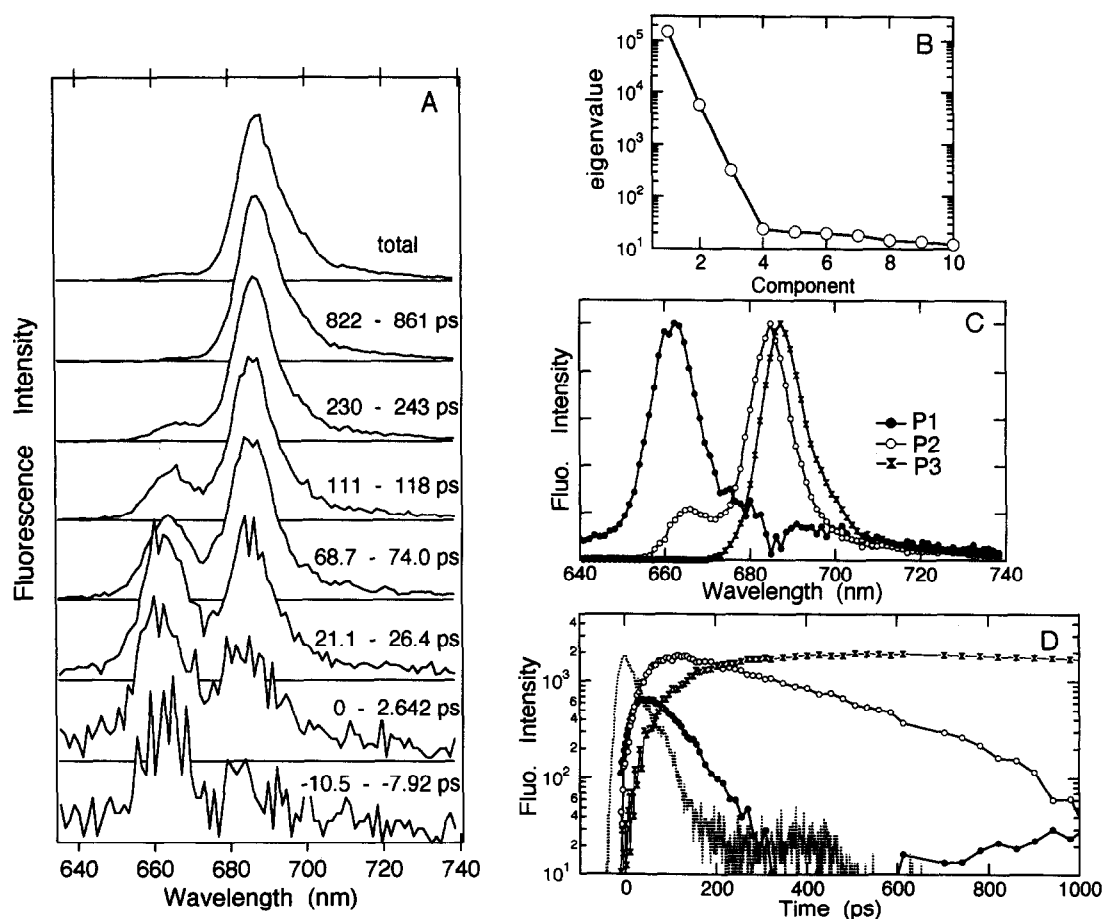 A
total
822 - 861 ps
230 - 243 ps
111 - 118 ps
68.7 - 74.0 ps
21.1 - 26.4 ps
0 - 2.642 ps
-10.5 - -7.92 ps
Fluorescence Intensity
640 660 680 700 720 740
Wavelength (nm)
B
10^5
10^4
10^3
10^2
10^1
eigenvalue
2 4 6 8 10
Component
C
P1
P2
P3
Fluo. Intensity
640 660 680 700 720 740
Wavelength (nm)
D
4
2
10^3
6
4
2
10^2
6
4
2
10^1
Fluo. Intensity
0 200 400 600 800 1000
Time (ps)